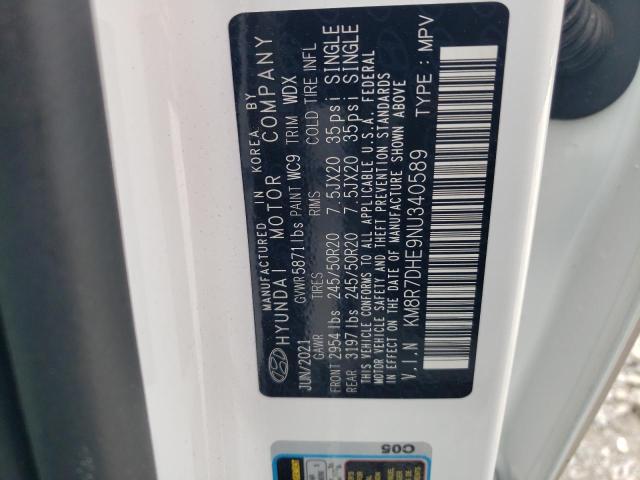 MANUFACTURED IN KOREA BY
HYUNDAI MOTOR COMPANY
JUN/2021 GVWR 5871 lbs PAINT WC9 TRIM WDX
GAWR TIRES RIMS COLD TIRE INFL
FRONT 2954 lbs 245/50R20 7.5JX20 35psi SINGLE
REAR 3197 lbs 245/50R20 7.5JX20 35psi SINGLE
THIS VEHICLE CONFORMS TO ALL APPLICABLE U.S.A. FEDERAL
MOTOR VEHICLE SAFETY AND THEFT PREVENTION STANDARDS
IN EFFECT ON THE DATE OF MANUFACTURE SHOWN ABOVE
V.I.N KM8R7DHE9NU340589 TYPE : MPV
C05